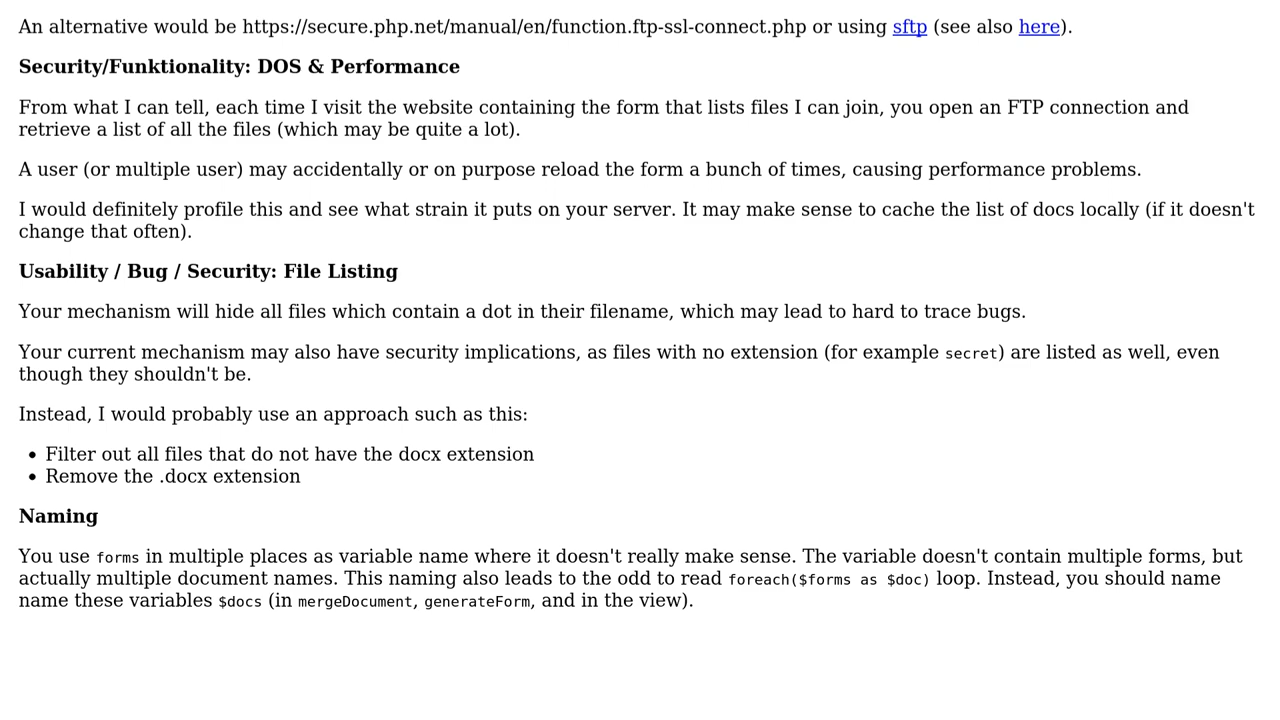 An alternative would be https://secure.php.net/manual/en/function.ftp-ssl-connect.php or using sftp (see also here).
Security/Funktionality: DOS & Performance
From what I can tell, each time I visit the website containing the form that lists files I can join, you open an FTP connection and
retrieve a list of all the files (which may be quite a lot).
A user (or multiple user) may accidentally or on purpose reload the form a bunch of times, causing performance problems.
I would definitely profile this and see what strain it puts on your server. It may make sense to cache the list of docs locally (if it doesn't
change that often).
Usability / Bug / Security: File Listing
Your mechanism will hide all files which contain a dot in their filename, which may lead to hard to trace bugs.
Your current mechanism may also have security implications, as files with no extension (for example secret) are listed as well, even
though they shouldn't be.
Instead, I would probably use an approach such as this:
• Filter out all files that do not have the docx extension
• Remove the .docx extension
Naming
You use forms in multiple places as variable name where it doesn't really make sense. The variable doesn't contain multiple forms, but
actually multiple document names. This naming also leads to the odd to read foreach($forms as $doc) loop. Instead, you should name
name these variables $docs (in mergeDocument, generateForm, and in the view).